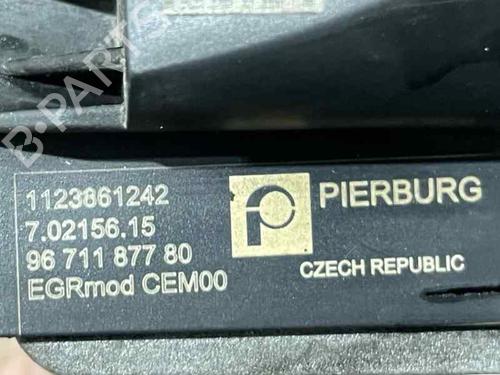 B-PARTS
1123861242
7.02156.15
96 711 877 80
EGRmod CEM00
PIERBURG
CZECH REPUBLIC